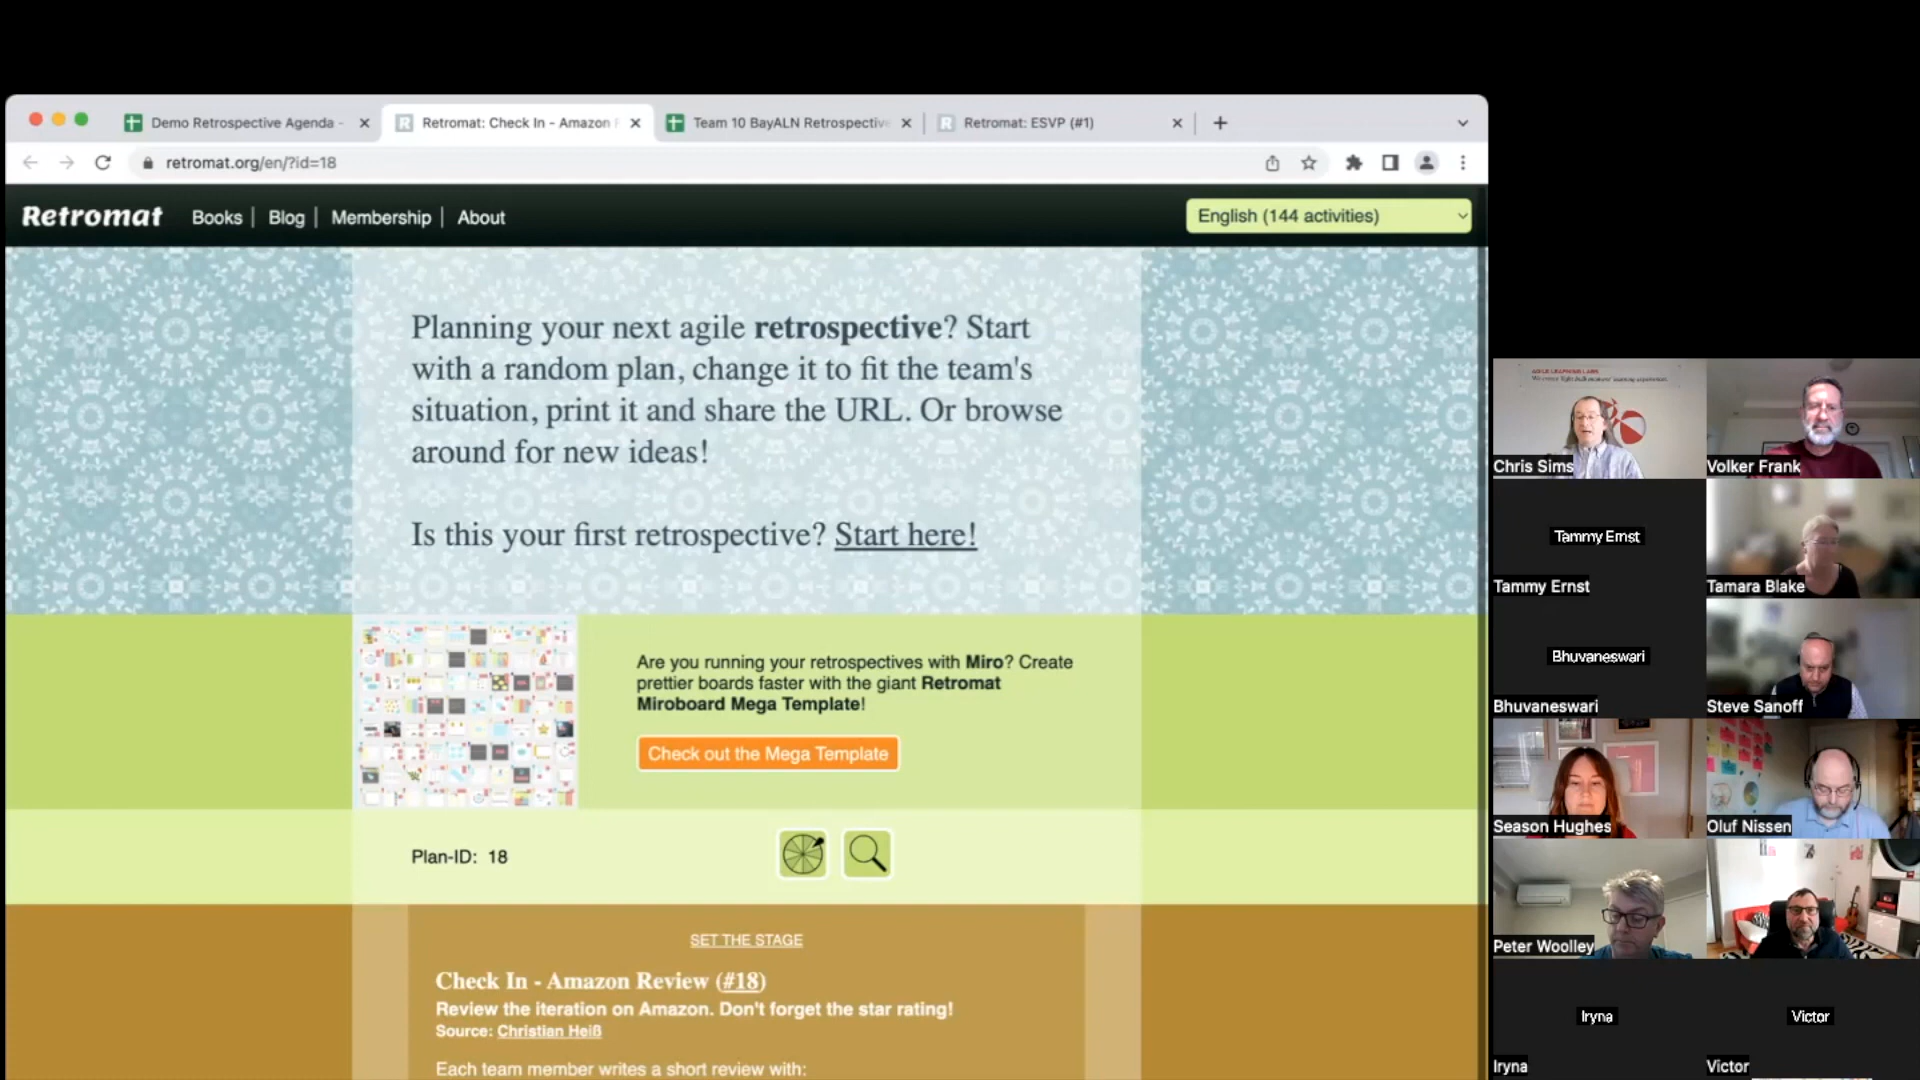 Demo Retrospective Agenda -
Retromat: Check In - Amazon
Team 10 BayALN Retrospective
Retromat: ESVP (#1)
retromat.org/en/?id=18
Retromat
Books
Blog
Membership
About
English (144 activities)
Planning your next agile retrospective? Start
with a random plan, change it to fit the team's
situation, print it and share the URL. Or browse
around for new ideas!
Is this your first retrospective? Start here!
Are you running your retrospectives with Miro? Create
prettier boards faster with the giant Retromat
Miroboard Mega Template!
Check out the Mega Template
Plan-ID: 18
SET THE STAGE
Check In - Amazon Review (#18)
Review the iteration on Amazon. Don't forget the star rating!
Source: Christian Heiß
Each team member writes a short review with:
AGILE LEARNING LABS
Chris Sims
Volker Frank
Tammy Ernst
Tammy Ernst
Tamara Blake
Bhuvaneswari
Bhuvaneswari
Steve Sanoff
Season Hughes
Oluf Nissen
Peter Woolley
Iryna
Iryna
Victor
Victor